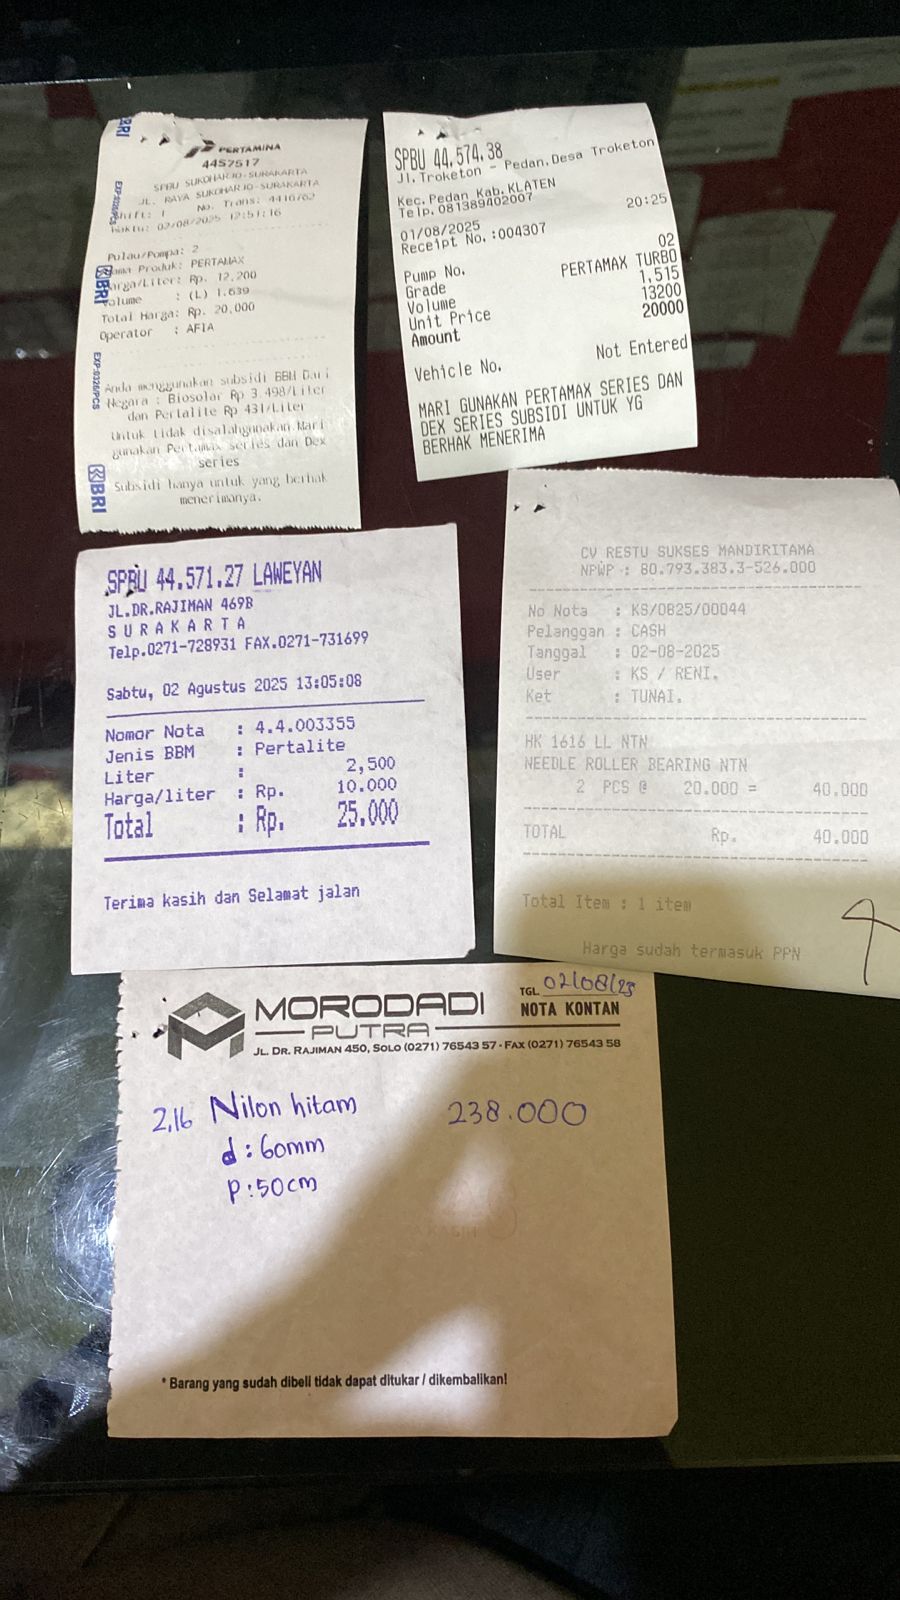 BRI
PERTAMINA
4457517
SPBU SUKOHARJO-SURAKARTA
JL. RAYA SUKOHARJO-SURAKARTA
Shift: 1 No. Trans: 4416762
Waktu: 02/08/2025 12:51:16
Pulau/Pompa: 2
Nama Produk: PERTAMAX
Harga/Liter: Rp. 12,200
Volume : (L) 1.639
Total Harga: Rp. 20,000
Operator : AFIA
Anda menggunakan subsidi BBM Dari
Negara : Biosolar Rp 3.498/Liter
dan Pertalite Rp 431/Liter
Untuk tidak disalahgunakan.Mari
gunakan Pertamax series dan Dex
series
Subsidi hanya untuk yang berhak
menerimanya.
BRI
EXP:0326/PCS
BRI
SPBU 44.574.38
Jl.Troketon - Pedan.Desa Troketon
Kec.Pedan Kab.KLATEN
Telp.081389402007
01/08/2025 20:25
Receipt No.:004307
Pump No. 02
Grade PERTAMAX TURBO
Volume 1,515
Unit Price 13200
Amount 20000
Vehicle No. Not Entered
MARI GUNAKAN PERTAMAX SERIES DAN
DEX SERIES SUBSIDI UNTUK YG
BERHAK MENERIMA
SPBU 44.571.27 LAWEYAN
JL.DR.RAJIMAN 469B
S U R A K A R T A
Telp.0271-728931 FAX.0271-731699
Sabtu, 02 Agustus 2025 13:05:08
Nomor Nota : 4.4.003355
Jenis BBM : Pertalite
Liter : 2,500
Harga/liter : Rp. 10.000
Total : Rp. 25.000
Terima kasih dan Selamat jalan
CV RESTU SUKSES MANDIRITAMA
NPWP : 80.793.383.3-526.000
No Nota : KS/0825/00044
Pelanggan : CASH
Tanggal : 02-08-2025
User : KS / RENI.
Ket : TUNAI.
HK 1616 LL NTN
NEEDLE ROLLER BEARING NTN
2 PCS @ 20.000 = 40.000
TOTAL Rp. 40.000
Total Item : 1 item
Harga sudah termasuk PPN
MORODADI
PUTRA
TGL 02/08/25
NOTA KONTAN
JL. DR. RAJIMAN 450, SOLO (0271) 76543 57 - FAX (0271) 76543 58
2,16 Nilon hitam 238.000
d : 60mm
p : 50cm
* Barang yang sudah dibeli tidak dapat ditukar / dikembalikan!